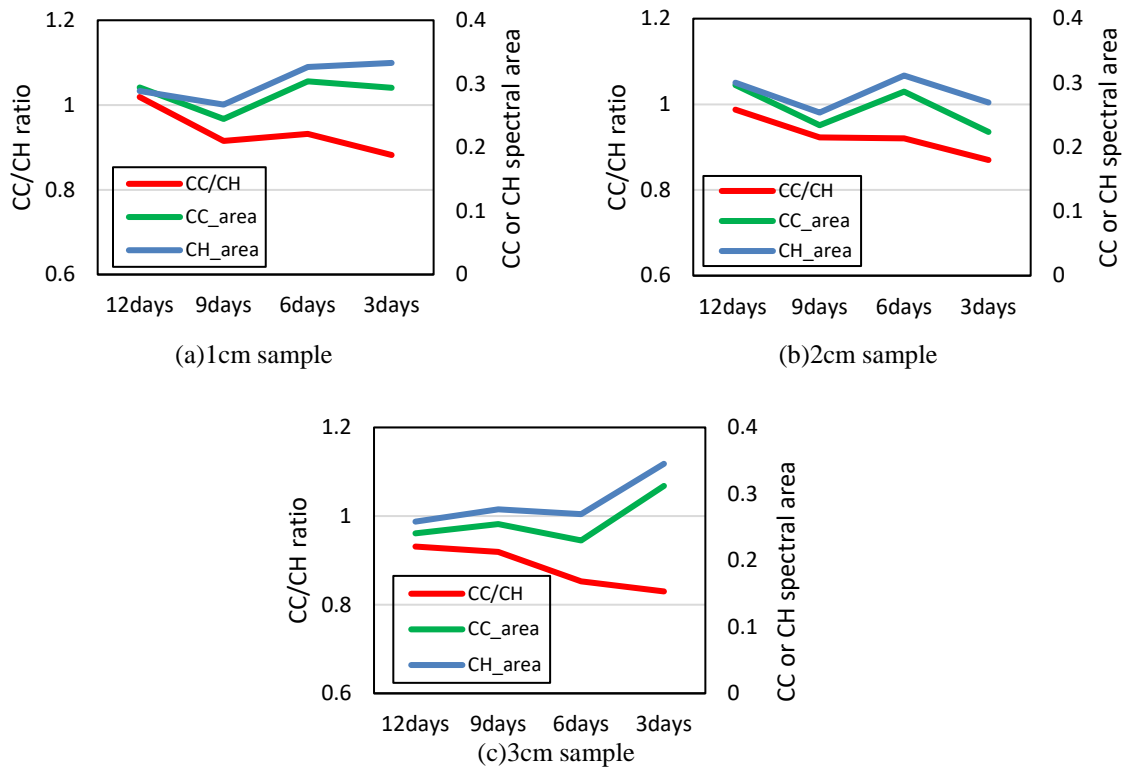 1.2
1
0.8
0.6
CC/CH ratio
0.4
0.3
0.2
0.1
0
CC or CH spectral area
CC/CH
CC_area
CH_area
12days 9days 6days 3days
(a)1cm sample
1.2
1.0
0.8
0.6
CC/CH ratio
0.4
0.3
0.2
0.1
0
CC or CH spectral area
CC/CH
CC_area
CH_area
12days 9days 6days 3days
(b)2cm sample
1.2
1
0.8
0.6
CC/CH ratio
0.4
0.3
0.2
0.1
0
CC or CH spectral area
CC/CH
CC_area
CH_area
12days 9days 6days 3days
(c)3cm sample